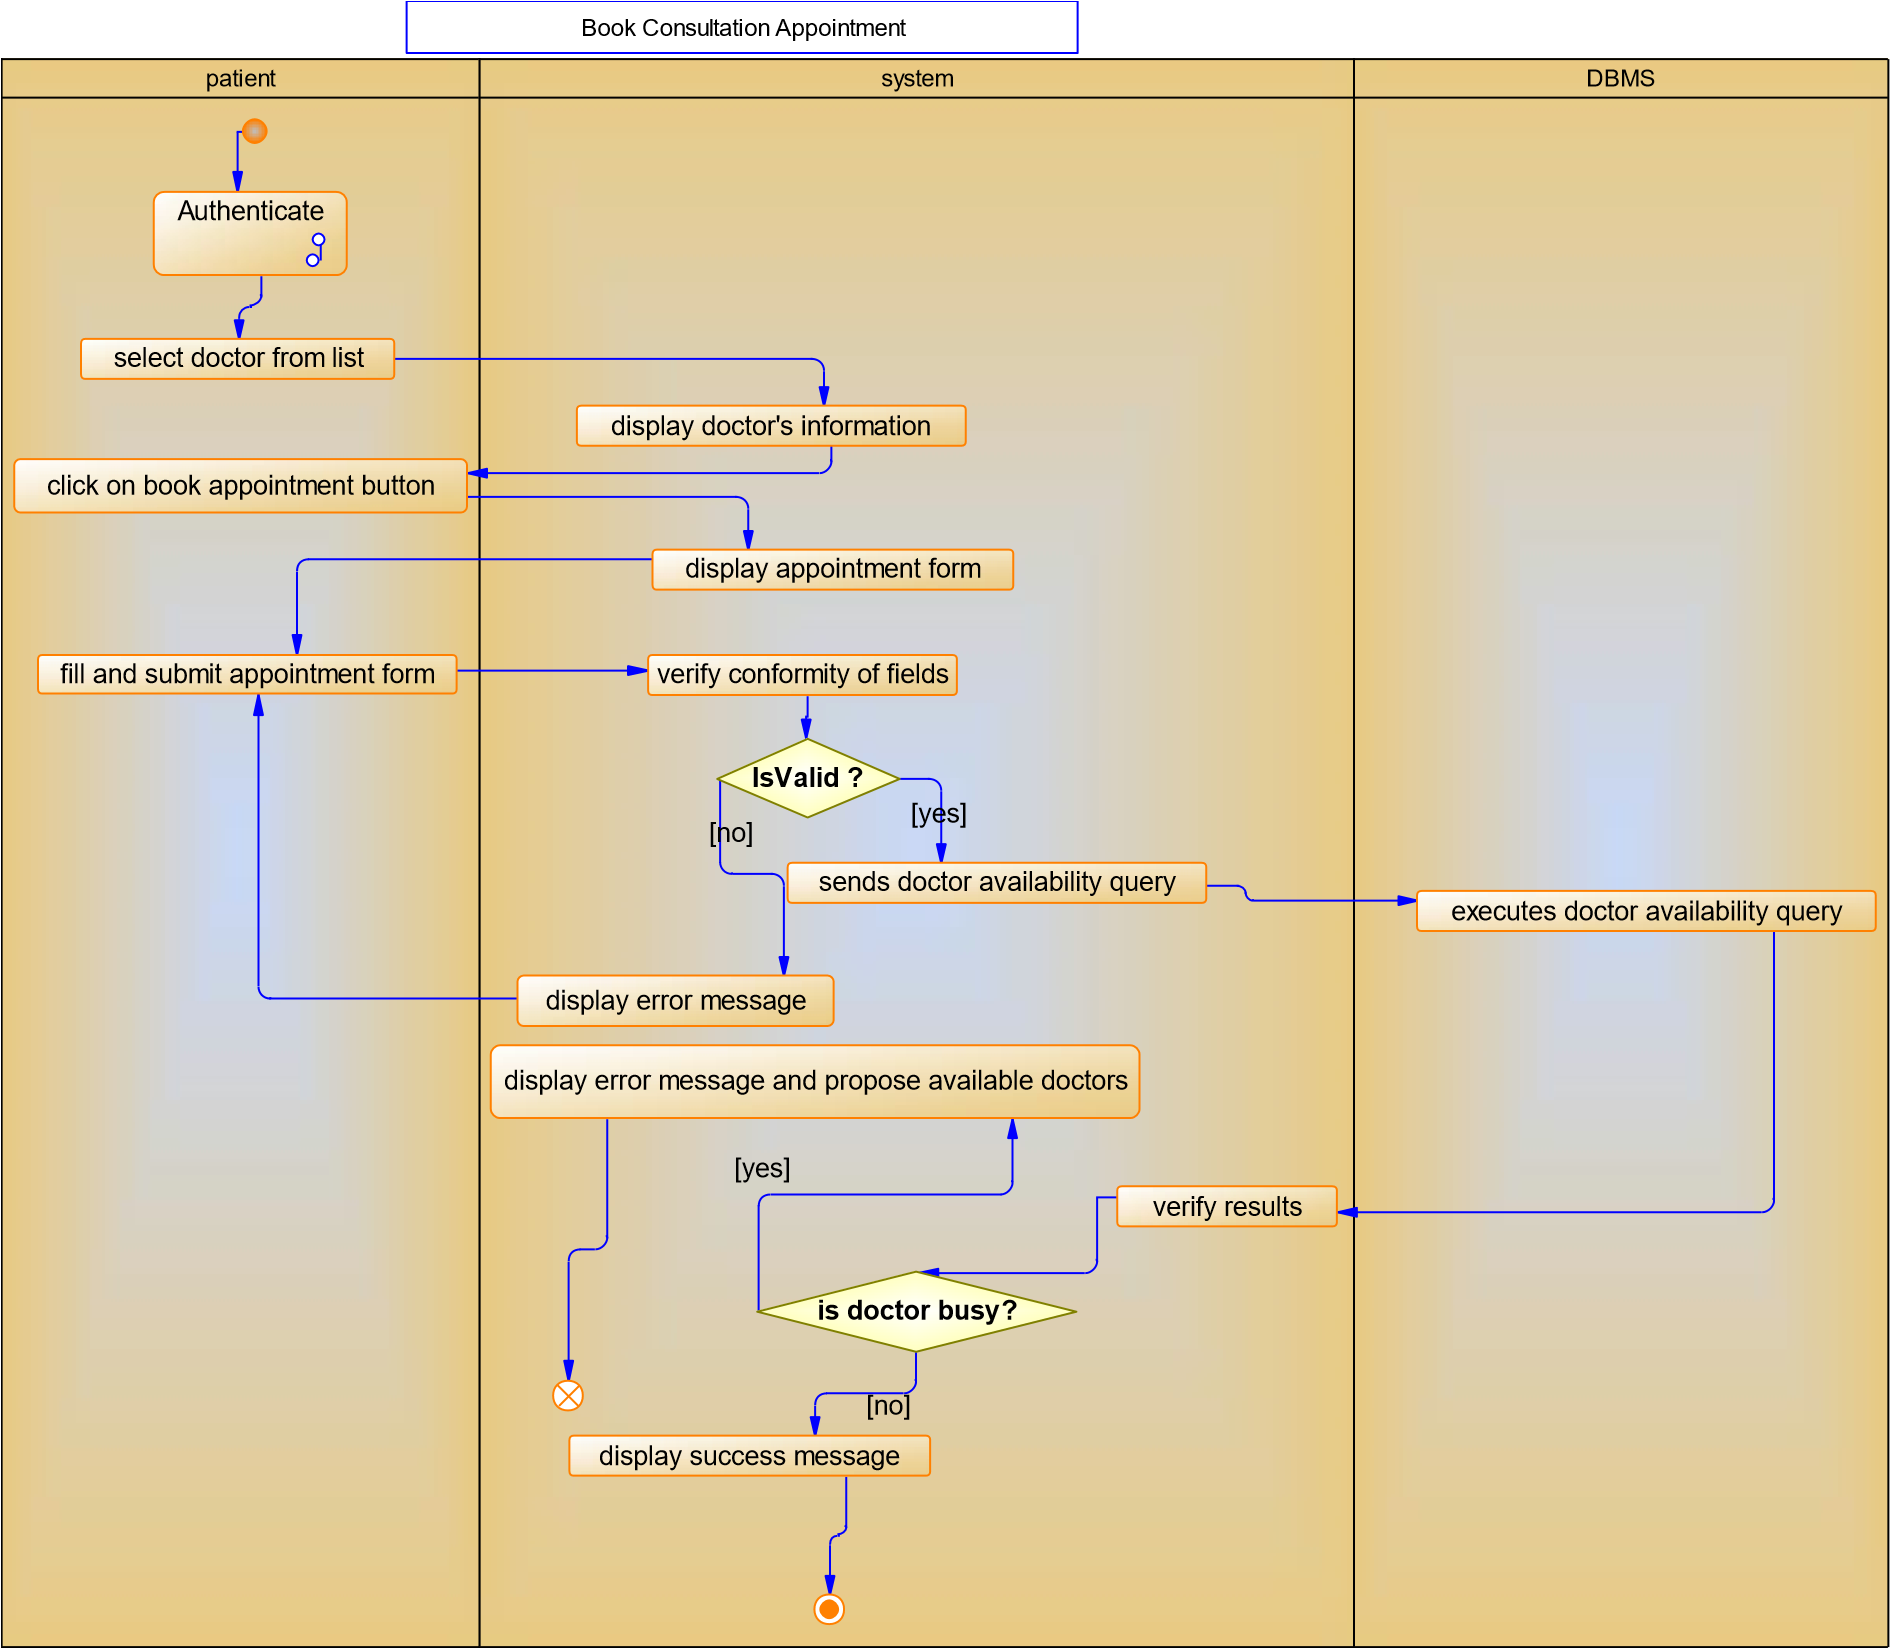 Book Consultation Appointment
patient
system
DBMS
Authenticate
select doctor from list
display doctor's information
click on book appointment button
display appointment form
fill and submit appointment form
verify conformity of fields
IsValid ?
[yes]
[no]
sends doctor availability query
executes doctor availability query
display error message
display error message and propose available doctors
[yes]
verify results
is doctor busy?
[no]
display success message